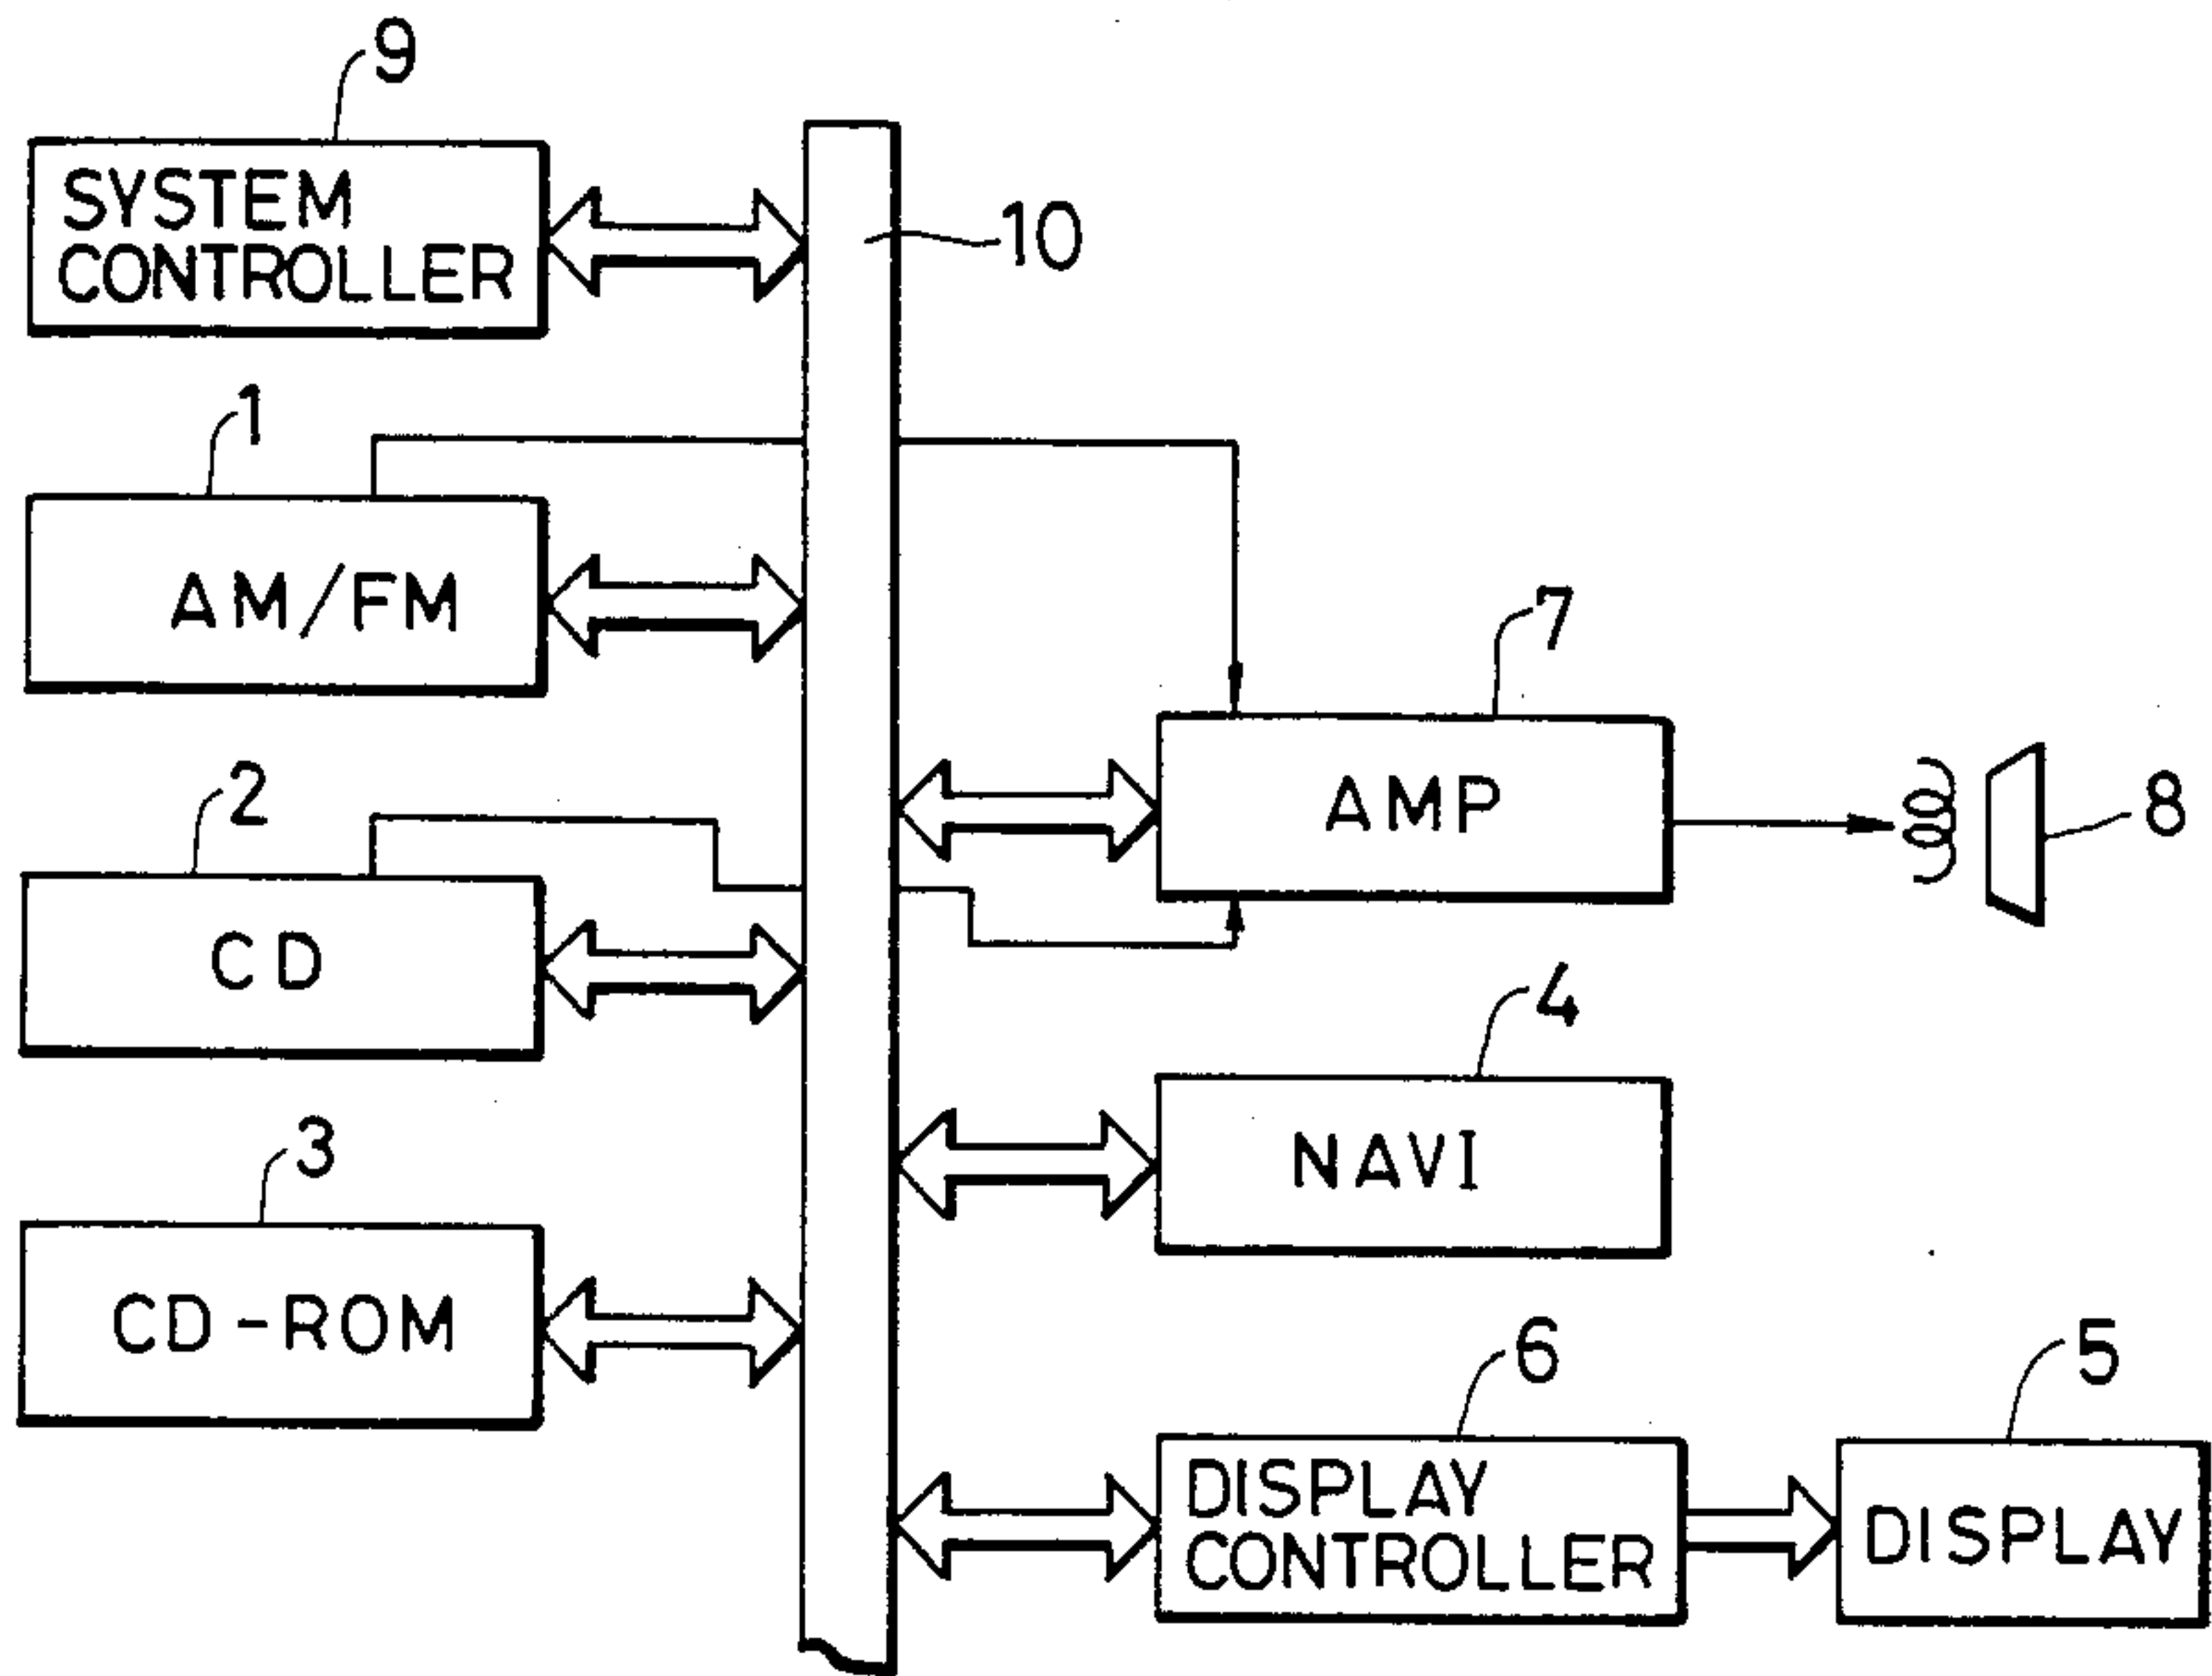 9
SYSTEM
CONTROLLER
10
1
AM/FM
7
AMP
8
2
CD
4
NAVI
3
CD-ROM
6
DISPLAY
CONTROLLER
5
DISPLAY